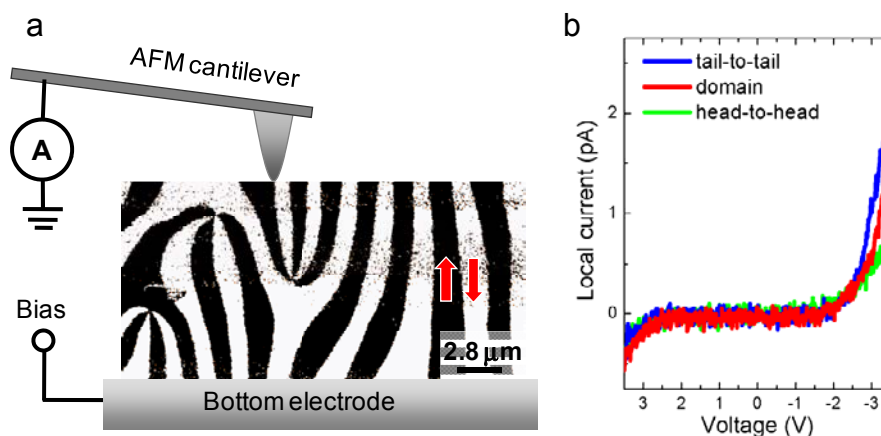 a
AFM cantilever
A
Bias
2.8 μm
Bottom electrode
b
tail-to-tail
domain
head-to-head
Local current (pA)
2
1
0
3 2 1 0 -1 -2 -3
Voltage (V)